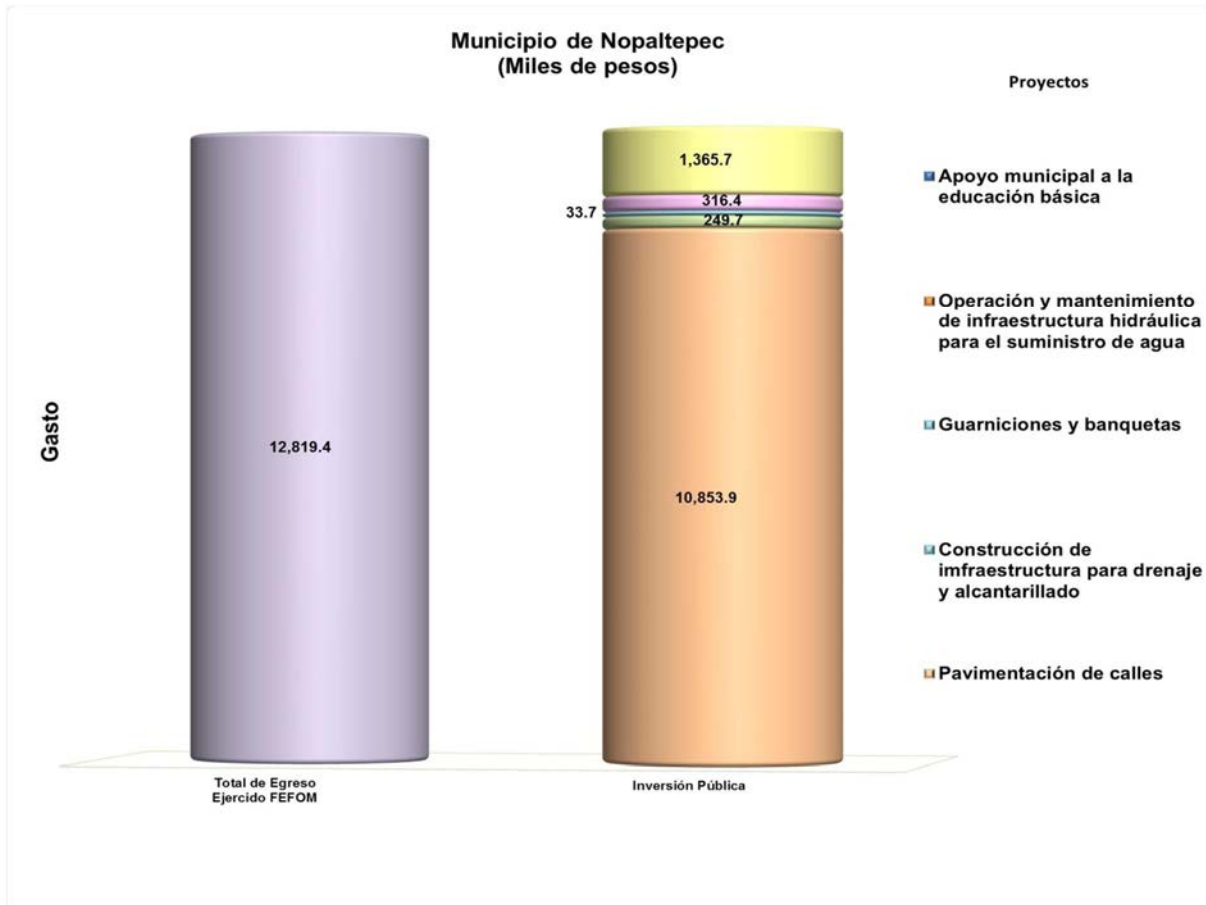 Municipio de Nopaltepec
(Miles de pesos)
Proyectos
1,365.7
316.4
33.7
249.7
12,819.4
10,853.9
Gasto
Total de Egreso
Ejercido FEFOM
Inversión Pública
Apoyo municipal a la
educación básica
Operación y mantenimiento
de infraestructura hidráulica
para el suministro de agua
Guarniciones y banquetas
Construcción de
imfraestructura para drenaje
y alcantarillado
Pavimentación de calles